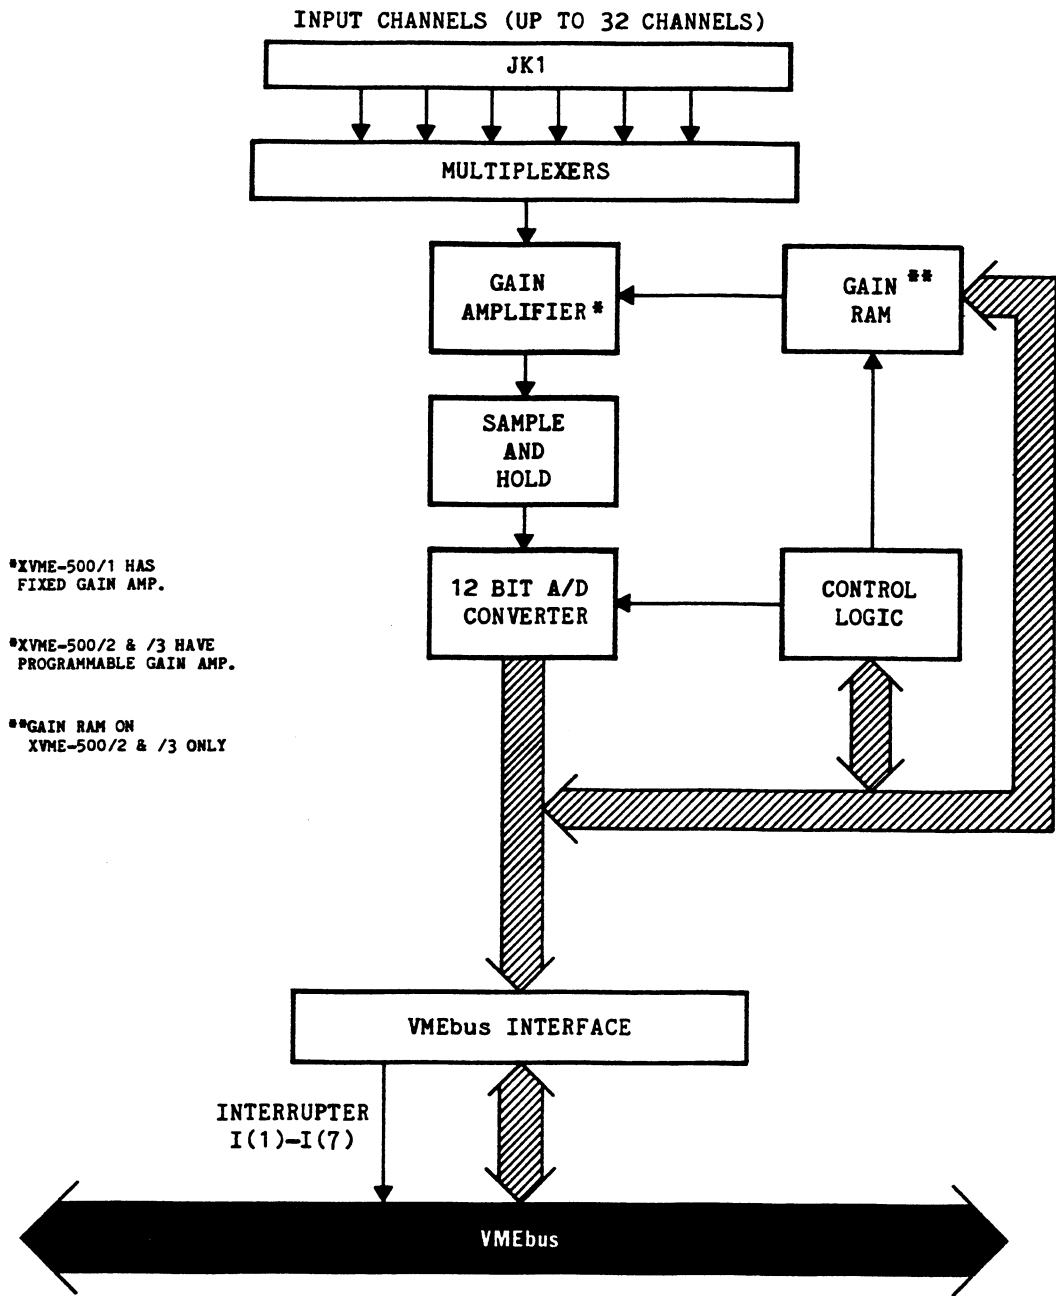 INPUT CHANNELS (UP TO 32 CHANNELS)
JK1
MULTIPLEXERS
GAIN
AMPLIFIER*
GAIN **
RAM
SAMPLE
AND
HOLD
12 BIT A/D
CONVERTER
CONTROL
LOGIC
*XVME-500/1 HAS
FIXED GAIN AMP.
*XVME-500/2 & /3 HAVE
PROGRAMMABLE GAIN AMP.
**GAIN RAM ON
XVME-500/2 & /3 ONLY
VMEbus INTERFACE
INTERRUPTER
I(1)-I(7)
VMEbus